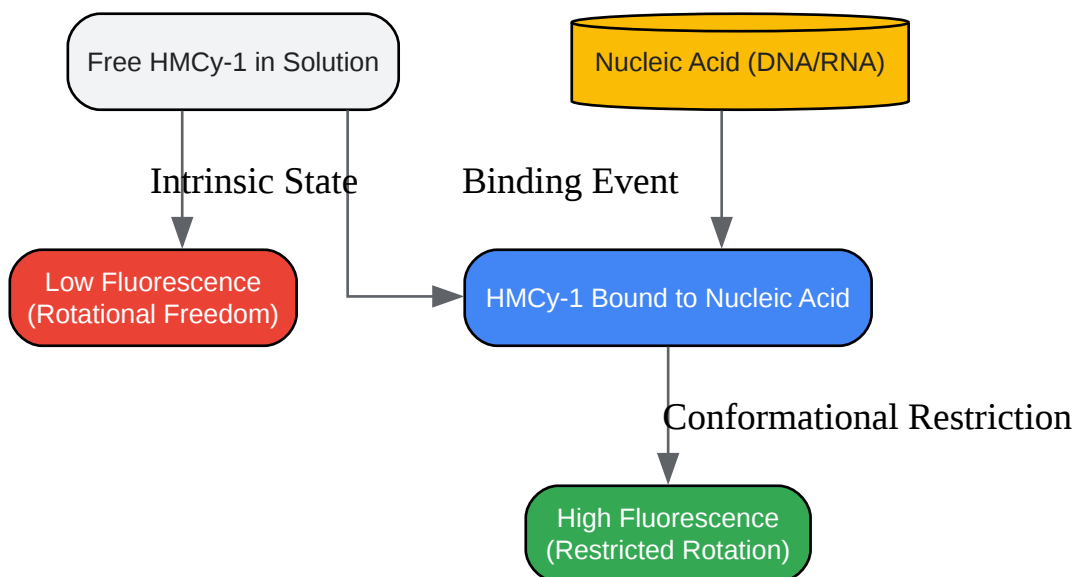 Free HMCy-1 in Solution
Nucleic Acid (DNA/RNA)
Intrinsic State
Binding Event
Low Fluorescence
(Rotational Freedom)
HMCy-1 Bound to Nucleic Acid
Conformational Restriction
High Fluorescence
(Restricted Rotation)